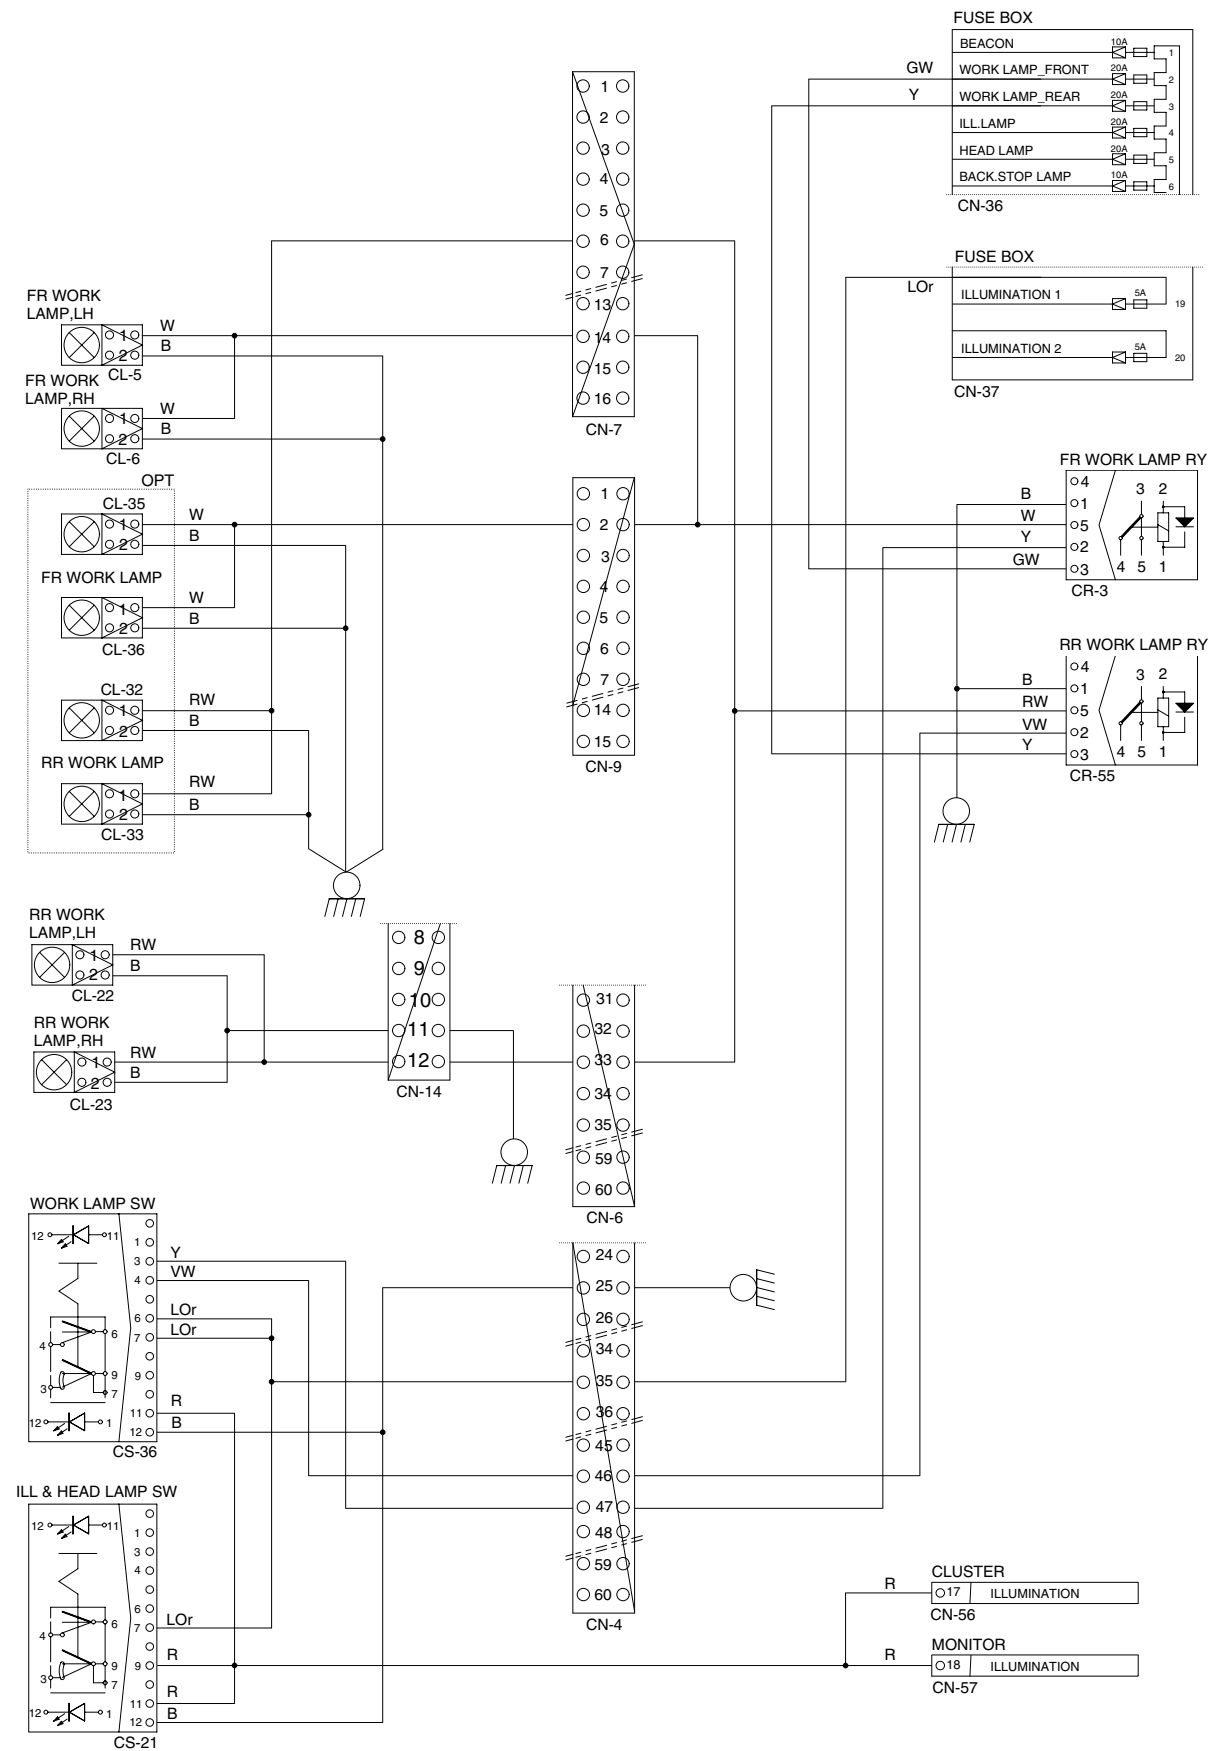 FUSE BOX
BEACON 10A 1
GW WORK LAMP_FRONT 20A 2
Y WORK LAMP_REAR 20A 3
ILL.LAMP 20A 4
HEAD LAMP 20A 5
BACK.STOP LAMP 10A 6
CN-36
FUSE BOX
LOr
ILLUMINATION 1 5A 19
ILLUMINATION 2 5A 20
CN-37
1
2
3
4
5
6
7
13
14
15
16
CN-7
FR WORK
LAMP,LH
1 W
2 B
CL-5
FR WORK
LAMP,RH
1 W
2 B
CL-6
OPT
CL-35
1 W
2 B
FR WORK LAMP
1 W
2 B
CL-36
CL-32
1 RW
2 B
RR WORK LAMP
1 RW
2 B
CL-33
1
2
3
4
5
6
7
14
15
CN-9
FR WORK LAMP RY
4
B 1
W 5
Y 2
GW 3
3 2
4 5 1
CR-3
RR WORK LAMP RY
4
B 1
RW 5
VW 2
Y 3
3 2
4 5 1
CR-55
RR WORK
LAMP,LH
1 RW
2 B
CL-22
RR WORK
LAMP,RH
1 RW
2 B
CL-23
8
9
10
11
12
CN-14
31
32
33
34
35
59
60
CN-6
WORK LAMP SW
12 11
1
3 Y
4 VW
6 LOr
7 LOr
9
11 R
12 B
4 6
3 9
7
12 1
CS-36
24
25
26
34
35
36
45
46
47
48
59
60
CN-4
ILL & HEAD LAMP SW
12 11
1
3
4
6
7 LOr
9 R
11 R
12 B
4 6
3 9
7
12 1
CS-21
CLUSTER
R 17 ILLUMINATION
CN-56
MONITOR
R 18 ILLUMINATION
CN-57